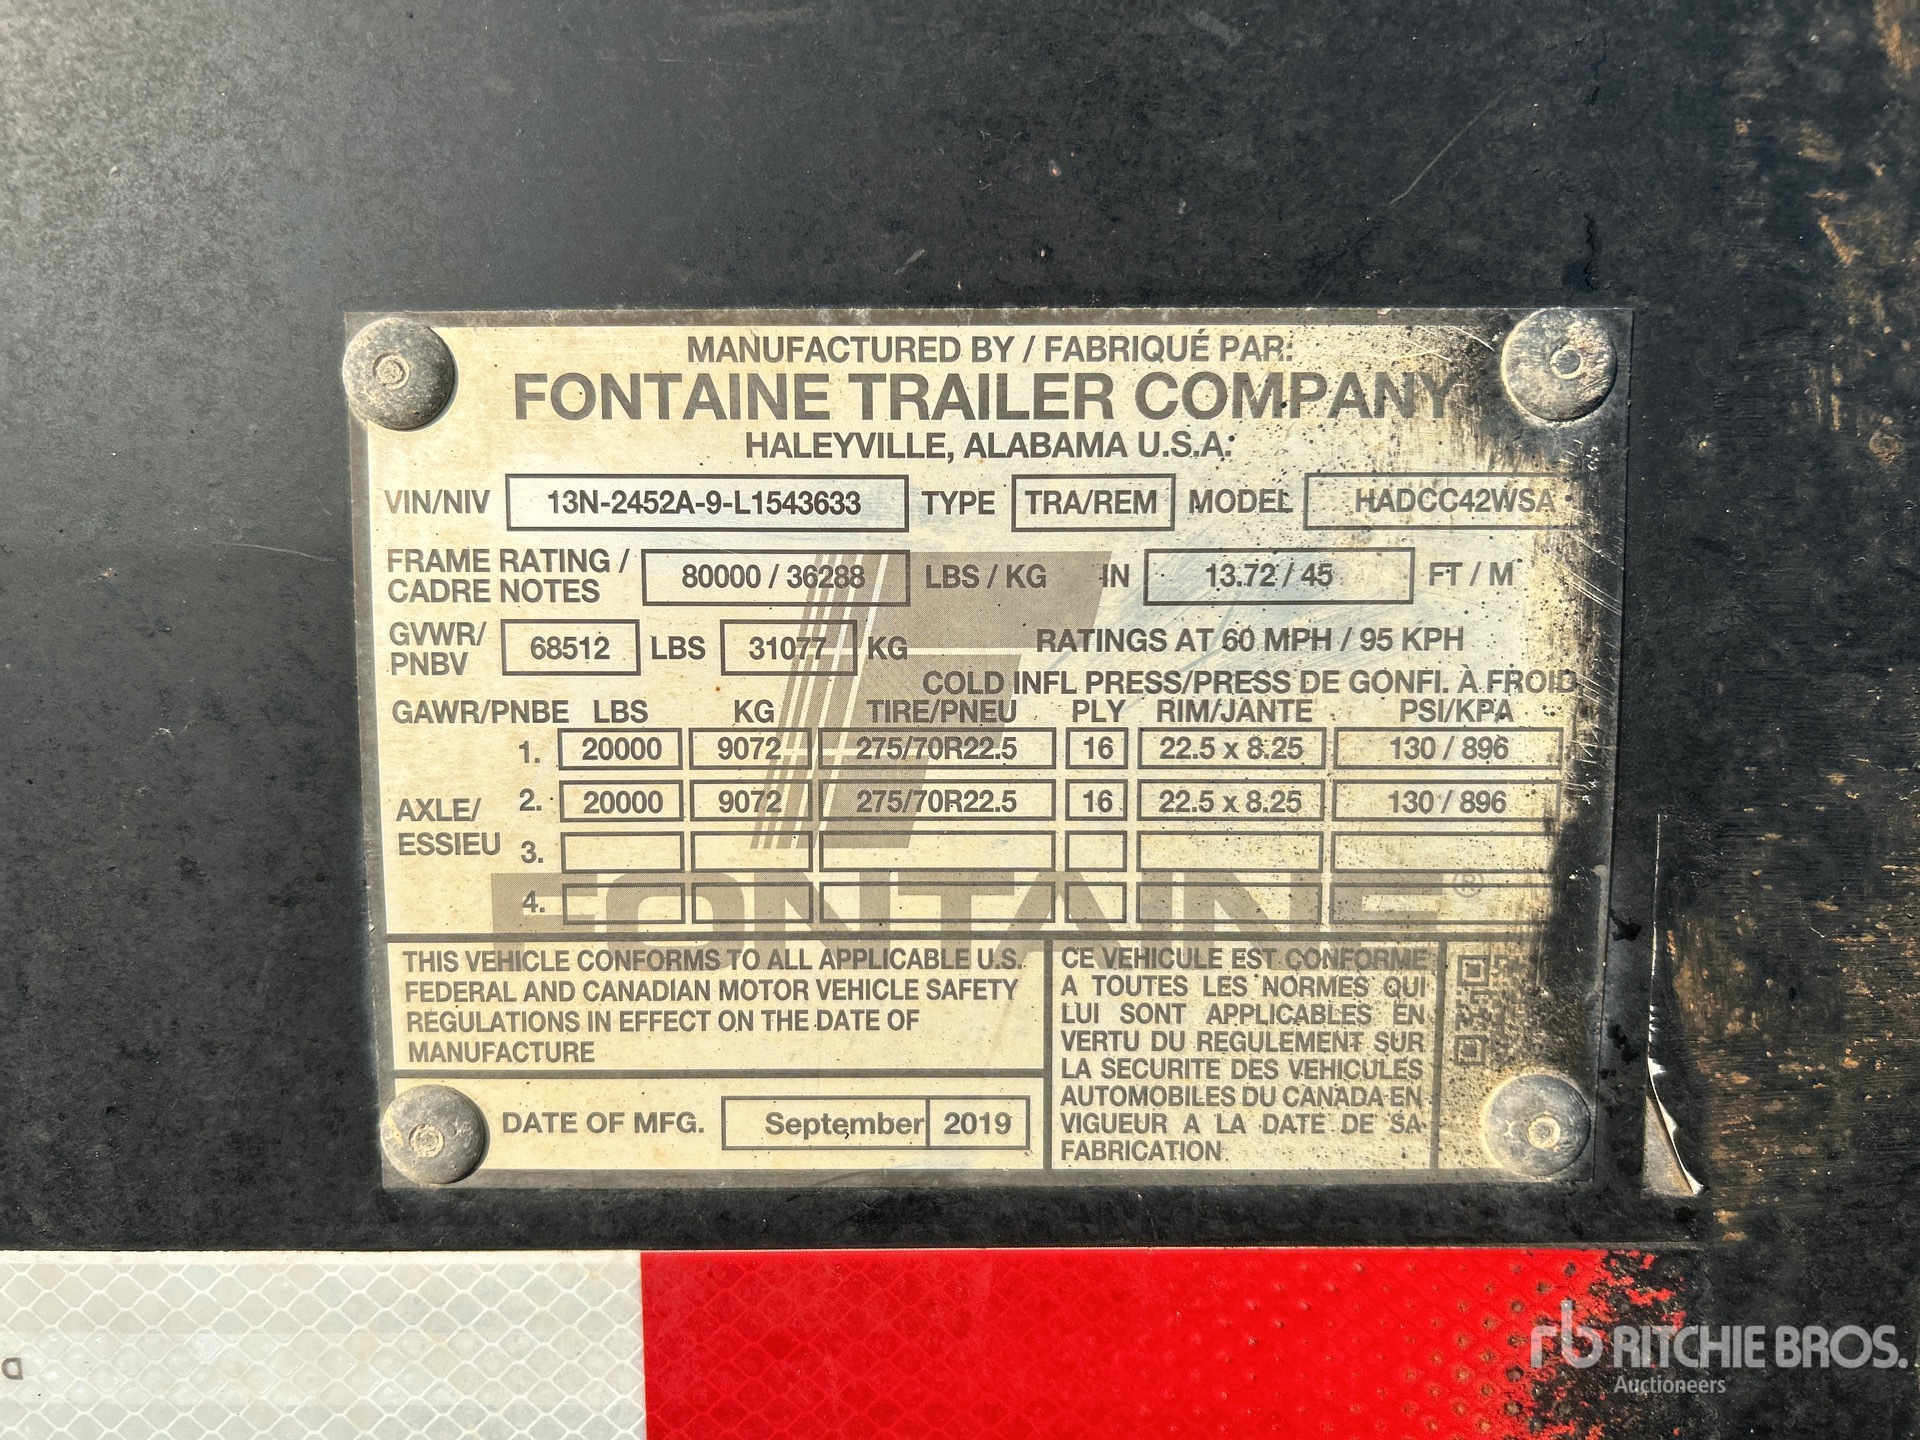 MANUFACTURED BY / FABRIQUÉ PAR:
FONTAINE TRAILER COMPANY
HALEYVILLE, ALABAMA U.S.A.
VIN/NIV 13N-2452A-9-L1543633 TYPE TRA/REM MODEL HADCC42WSA
FRAME RATING / CADRE NOTES 80000 / 36288 LBS / KG IN 13.72 / 45 FT / M
GVWR/ PNBV 68512 LBS 31077 KG RATINGS AT 60 MPH / 95 KPH
COLD INFL PRESS/PRESS DE GONFI. À FROID
GAWR/PNBE LBS KG TIRE/PNEU PLY RIM/JANTE PSI/KPA
1. 20000 9072 275/70R22.5 16 22.5 x 8.25 130 / 896
AXLE/ ESSIEU
2. 20000 9072 275/70R22.5 16 22.5 x 8.25 130 / 896
3.
4.
FONTAINE®
THIS VEHICLE CONFORMS TO ALL APPLICABLE U.S.
FEDERAL AND CANADIAN MOTOR VEHICLE SAFETY
REGULATIONS IN EFFECT ON THE DATE OF
MANUFACTURE
DATE OF MFG. September 2019
CE VEHICULE EST CONFORME
A TOUTES LES NORMES QUI
LUI SONT APPLICABLES EN
VERTU DU REGULEMENT SUR
LA SECURITE DES VEHICULES
AUTOMOBILES DU CANADA EN
VIGUEUR A LA DATE DE SA
FABRICATION
rb RITCHIE BROS.
Auctioneers